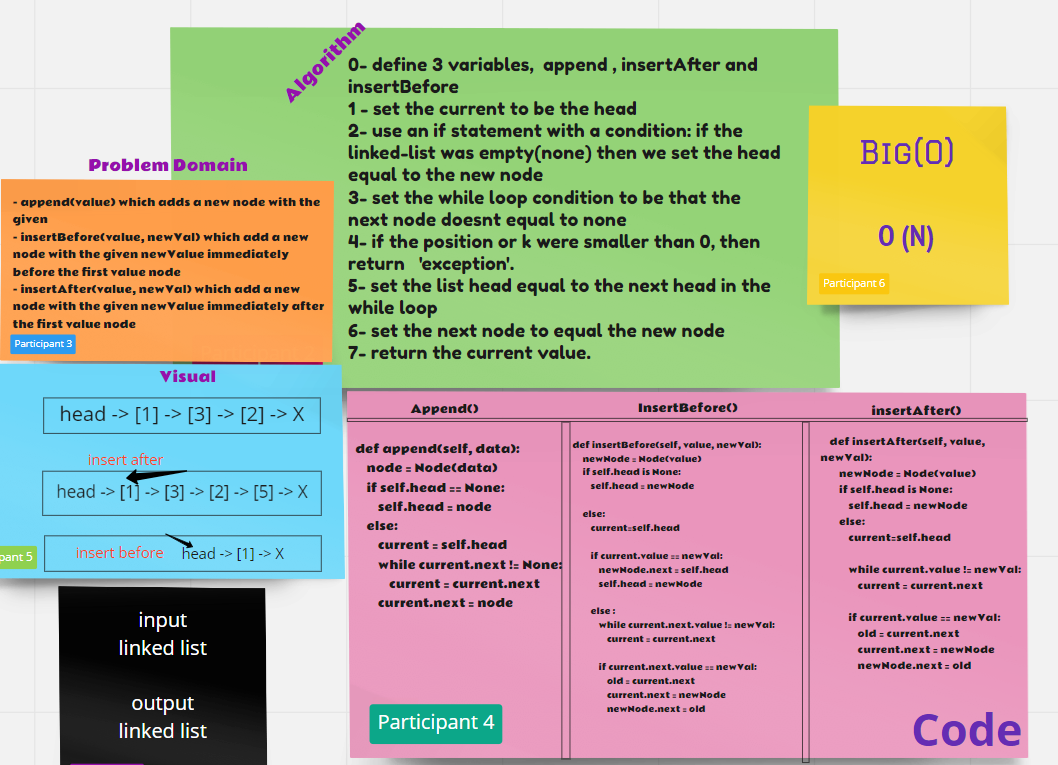 Algorithm
0- define 3 variables,  append , insertAfter and
insertBefore
1 - set the current to be the head
2- use an if statement with a condition: if the
linked-list was empty(none) then we set the head
equal to the new node
3- set the while loop condition to be that the
next node doesnt equal to none
4- if the position or k were smaller than 0, then
return   'exception'.
5- set the list head equal to the next head in the
while loop
6- set the next node to equal the new node
7- return the current value.
BIG(O)
O (N)
Participant 6
Problem Domain
- append(value) which adds a new node with the
given
- insertBefore(value, newVal) which add a new
node with the given newValue immediately
before the first value node
- insertAfter(value, newVal) which add a new
node with the given newValue immediately after
the first value node
Participant 3
Visual
head -> [1] -> [3] -> [2] -> X
insert after
head -> [1] -> [3] -> [2] -> [5] -> X
pant 5
insert before head -> [1] -> X
input
linked list
output
linked list
Append()
def append(self, data):
node = Node(data)
if self.head == None:
self.head = node
else:
current = self.head
while current.next != None:
current = current.next
current.next = node
Participant 4
InsertBefore()
def insertBefore(self, value, newVal):
newNode = Node(value)
if self.head is None:
self.head = newNode
else:
current=self.head
if current.value == newVal:
newNode.next = self.head
self.head = newNode
else :
while current.next.value != newVal:
current = current.next
if current.next.value == newVal:
old = current.next
current.next = newNode
newNode.next = old
insertAfter()
def insertAfter(self, value,
newVal):
newNode = Node(value)
if self.head is None:
self.head = newNode
else:
current=self.head
while current.value != newVal:
current = current.next
if current.value == newVal:
old = current.next
current.next = newNode
newNode.next = old
Code